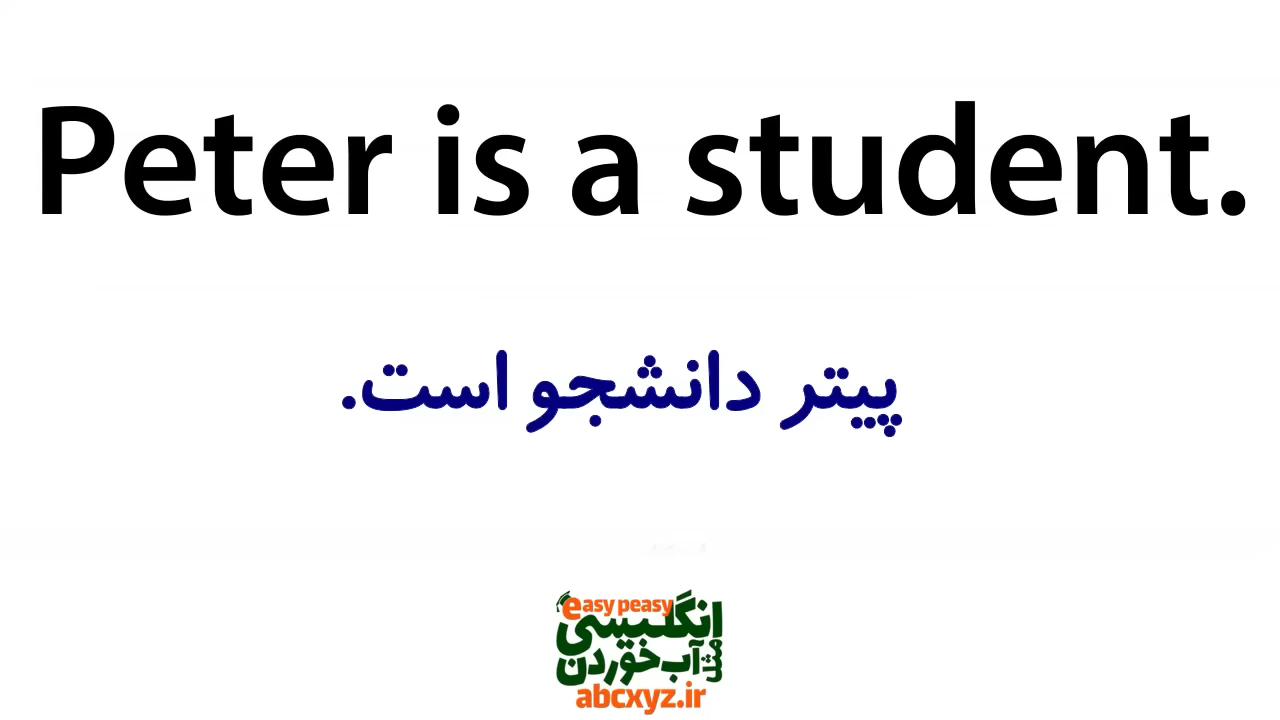 Peter is a student.
پیتر دانشجو است.
easy peasy
انگلیسی
مثل آب خوردن
abcxyz.ir